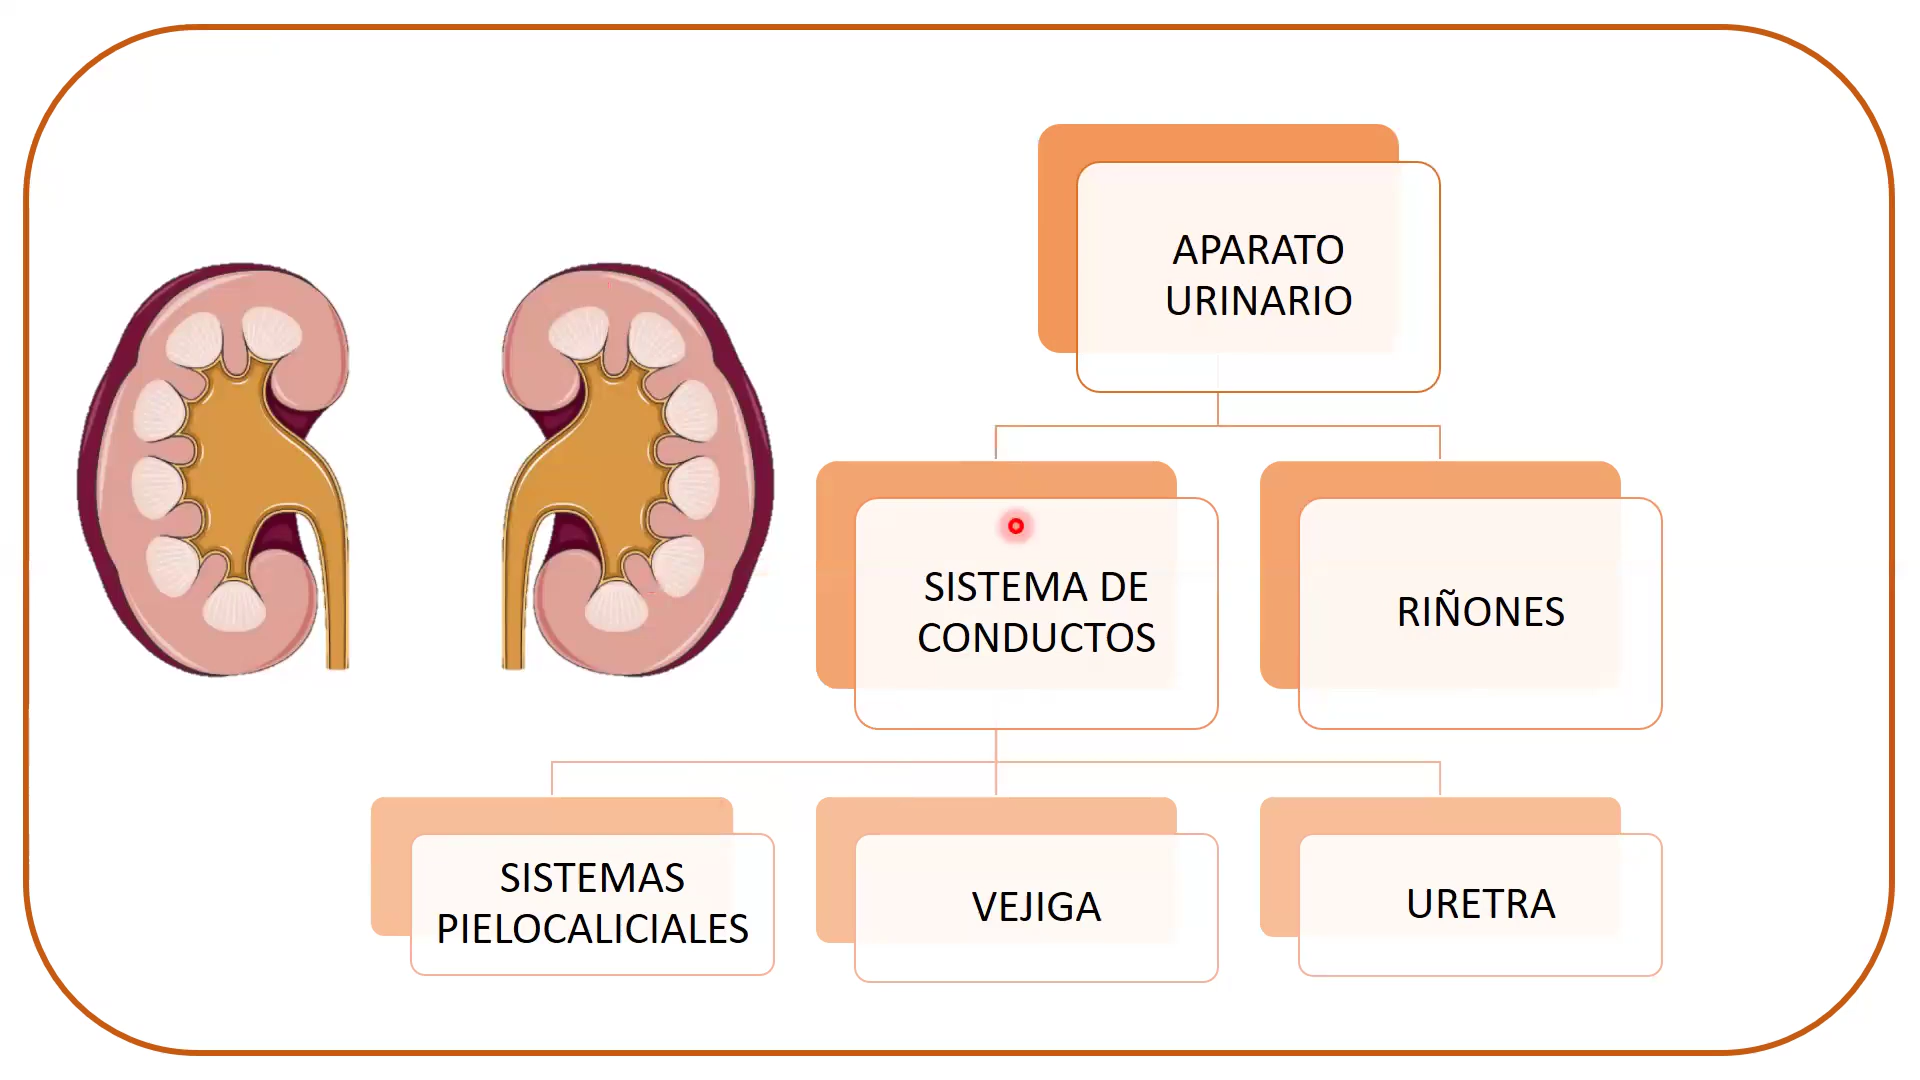 APARATO
URINARIO
SISTEMA DE
CONDUCTOS
RIÑONES
SISTEMAS
PIELOCALICIALES
VEJIGA
URETRA